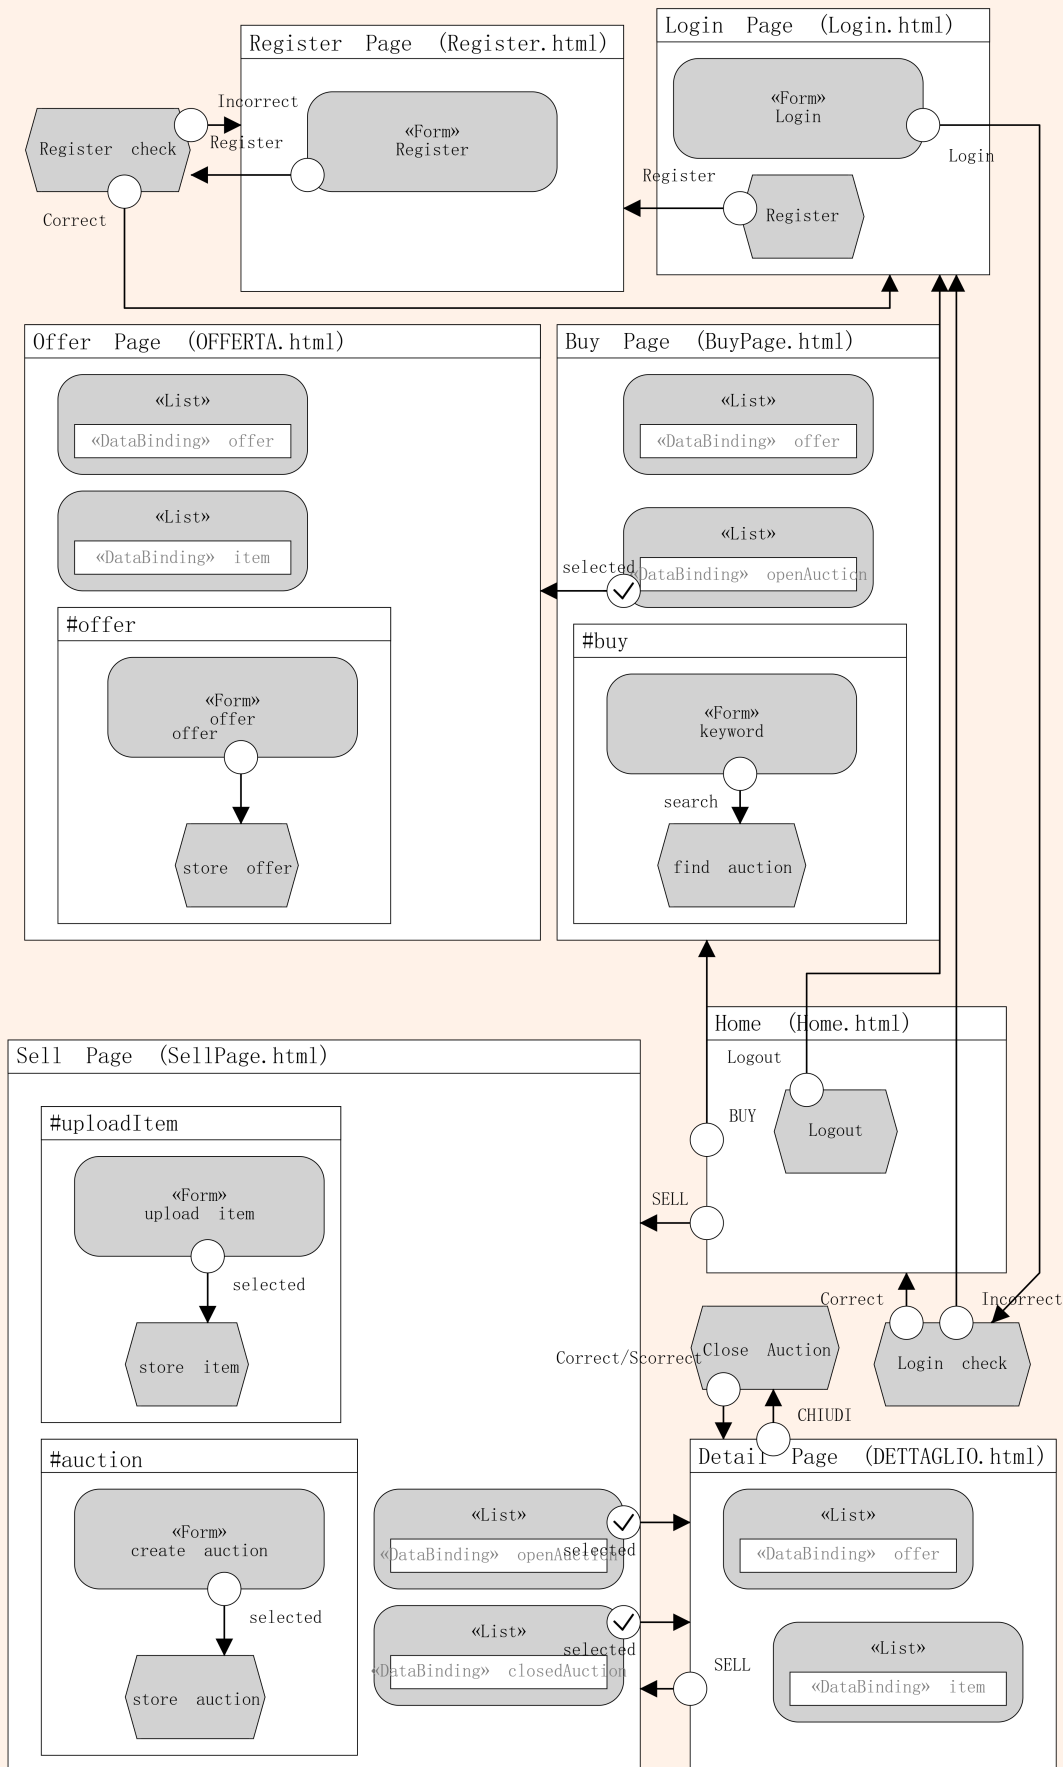 Login Page (Login.html)
Register Page (Register.html)
«Form»
Login
Incorrect
«Form»
Register
Register
Register check
Login
Register
Register
Correct
Offer Page (OFFERTA.html)
Buy Page (BuyPage.html)
«List»
«DataBinding» offer
«List»
«DataBinding» offer
«List»
«DataBinding» item
«List»
«DataBinding» openAuction
selected
#offer
#buy
«Form»
offer
offer
«Form»
keyword
search
store offer
find auction
Home (Home.html)
Sell Page (SellPage.html)
Logout
#uploadItem
BUY
Logout
«Form»
upload item
SELL
selected
Correct
Incorrect
store item
Correct/Scorrect
Close Auction
Login check
CHIUDI
#auction
Detail Page (DETTAGLIO.html)
«Form»
create auction
«List»
«DataBinding» openAuction
selected
«List»
«DataBinding» offer
selected
«List»
«DataBinding» closedAuction
selected
SELL
«List»
«DataBinding» item
store auction